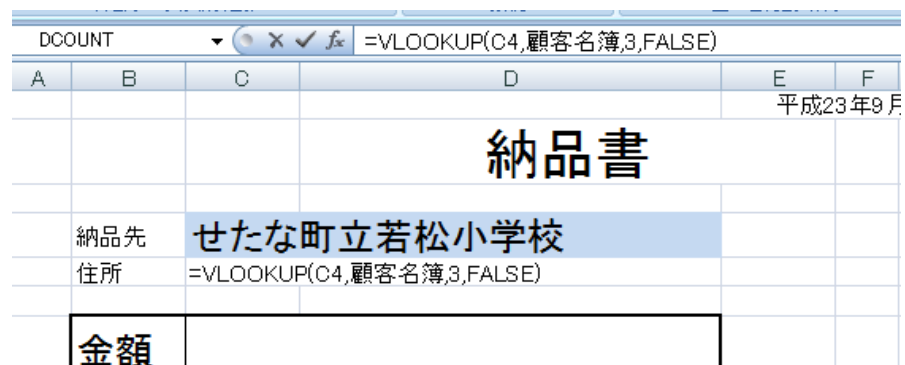 DCOUNT =VLOOKUP(C4,顧客名簿,3,FALSE)
A B C D E F
平成23年9月
納品書
納品先 せたな町立若松小学校
住所 =VLOOKUP(C4,顧客名簿,3,FALSE)
金額